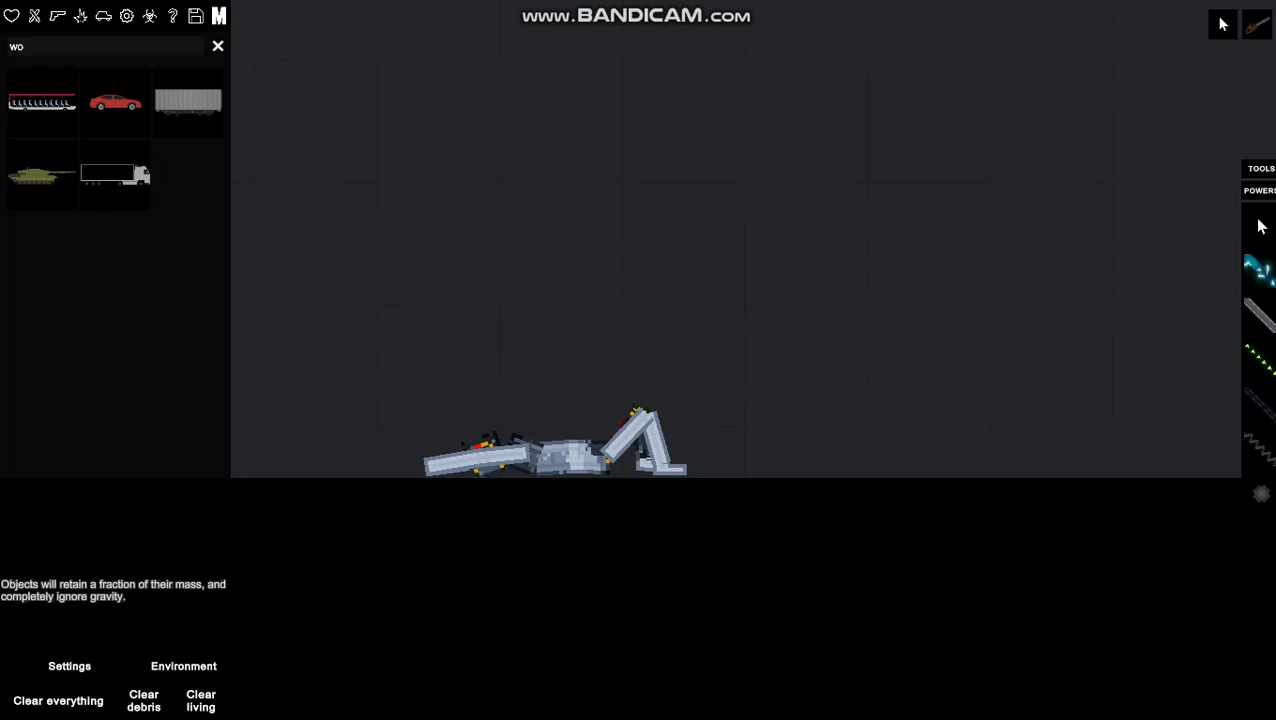 www.BANDICAM.com
wo
TOOLS
POWERS
Objects will retain a fraction of their mass, and
completely ignore gravity.
Settings
Environment
Clear everything
Clear
debris
Clear
living